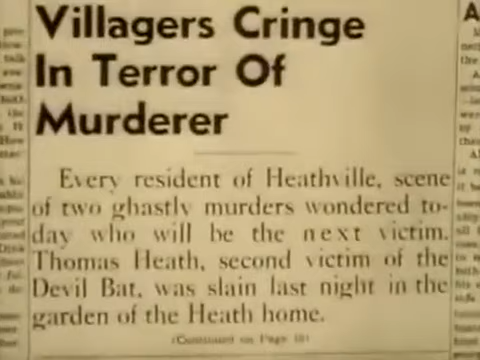 Villagers Cringe
In Terror Of
Murderer
Every resident of Heathville, scene
of two ghastly murders wondered to-
day who will be the next victim.
Thomas Heath, second victim of the
Devil Bat, was slain last night in the
garden of the Heath home.
(Continued on Page 10)